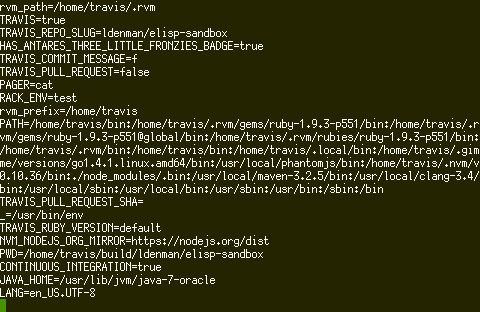 rvm_path=/home/travis/.rvm
TRAVIS=true
TRAVIS_REPO_SLUG=ldenman/elisp-sandbox
HAS_ANTARES_THREE_LITTLE_FRONZIES_BADGE=true
TRAVIS_COMMIT_MESSAGE=f
TRAVIS_PULL_REQUEST=false
PAGER=cat
RACK_ENV=test
rvm_prefix=/home/travis
PATH=/home/travis/bin:/home/travis/.rvm/gems/ruby-1.9.3-p551/bin:/home/travis/.r
vm/gems/ruby-1.9.3-p551@global/bin:/home/travis/.rvm/rubies/ruby-1.9.3-p551/bin:
/home/travis/.rvm/bin:/home/travis/bin:/home/travis/.local/bin:/home/travis/.gim
me/versions/go1.4.1.linux.amd64/bin:/usr/local/phantomjs/bin:/home/travis/.nvm/v
0.10.36/bin:./node_modules/.bin:/usr/local/maven-3.2.5/bin:/usr/local/clang-3.4/
bin:/usr/local/sbin:/usr/local/bin:/usr/sbin:/usr/bin:/sbin:/bin
TRAVIS_PULL_REQUEST_SHA=
_=/usr/bin/env
TRAVIS_RUBY_VERSION=default
NVM_NODEJS_ORG_MIRROR=https://nodejs.org/dist
PWD=/home/travis/build/ldenman/elisp-sandbox
CONTINUOUS_INTEGRATION=true
JAVA_HOME=/usr/lib/jvm/java-7-oracle
LANG=en_US.UTF-8